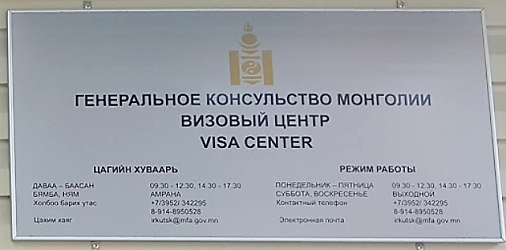 ГЕНЕРАЛЬНОЕ КОНСУЛЬСТВО МОНГОЛИИ
ВИЗОВЫЙ ЦЕНТР
VISA CENTER
ЦАГИЙН ХУВААРЬ
ДАВАА – БААСАН 09.30 - 12.30, 14.30 - 17.30
БЯМБА, НЯМ АМРАНА
Холбоо барих утас +7/3952/ 342295
8-914-8950528
Цахим хаяг irkutsk@mfa.gov.mn
РЕЖИМ РАБОТЫ
ПОНЕДЕЛЬНИК – ПЯТНИЦА 09.30 - 12.30, 14.30 - 17.30
СУББОТА, ВОСКРЕСЕНЬЕ ВЫХОДНОЙ
Контактный телефон +7/3952/ 342295
8-914-8950528
Электронная почта irkutsk@mfa.gov.mn